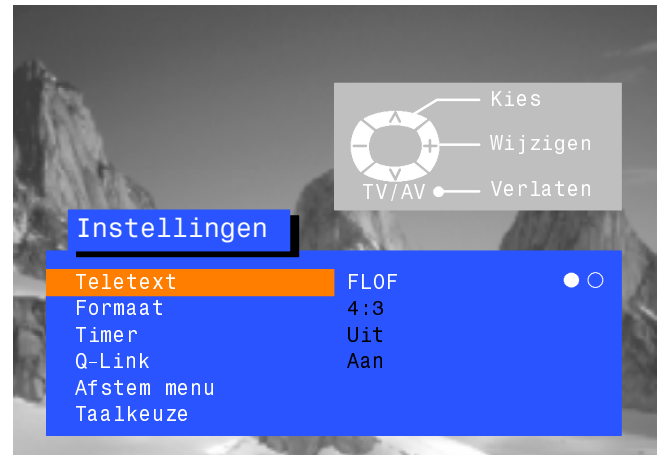 Kies
Wijzigen
TV/AV Verlaten
Instellingen
Teletext FLOF
Formaat 4:3
Timer Uit
Q-Link Aan
Afstem menu
Taalkeuze